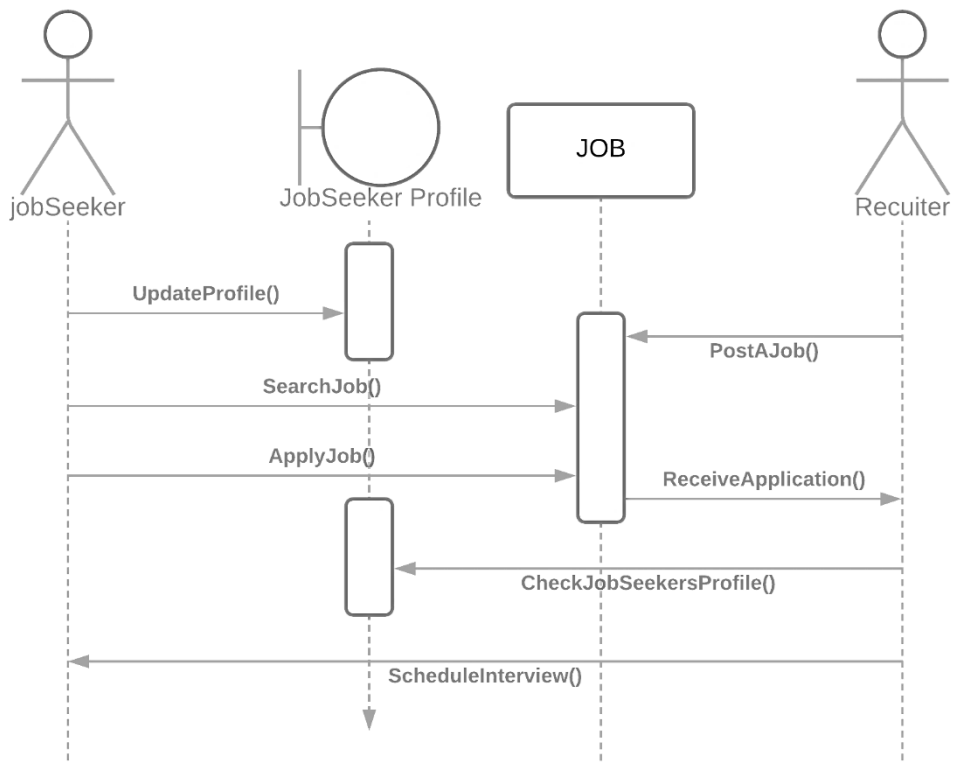 JOB
JobSeeker Profile
jobSeeker
Recuiter
UpdateProfile()
PostAJob()
SearchJob()
ApplyJob()
ReceiveApplication()
CheckJobSeekersProfile()
ScheduleInterview()